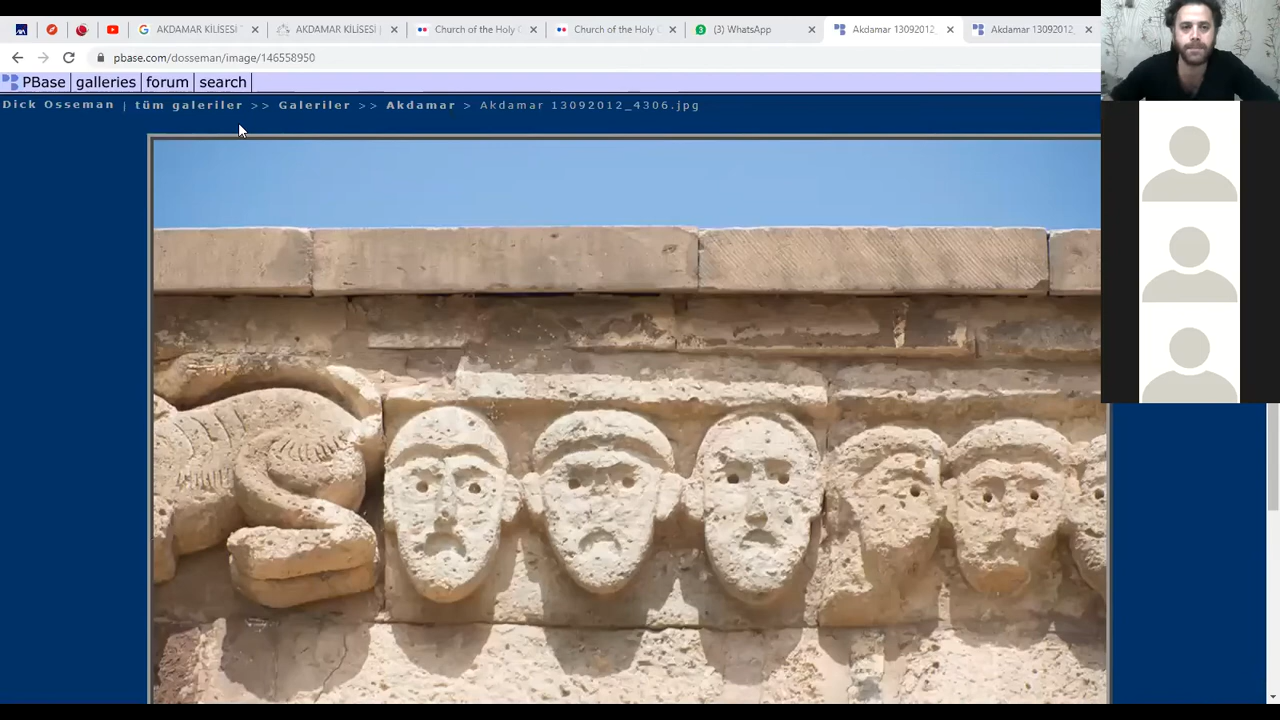 AKDAMAR KİLİSESİ
AKDAMAR KİLİSESİ |
Church of the Holy
Church of the Holy
(3) WhatsApp
Akdamar 13092012_
Akdamar 13092012_
pbase.com/dosseman/image/146558950
PBase | galleries | forum | search |
Dick Osseman | tüm galeriler >> Galeriler >> Akdamar > Akdamar 13092012_4306.jpg